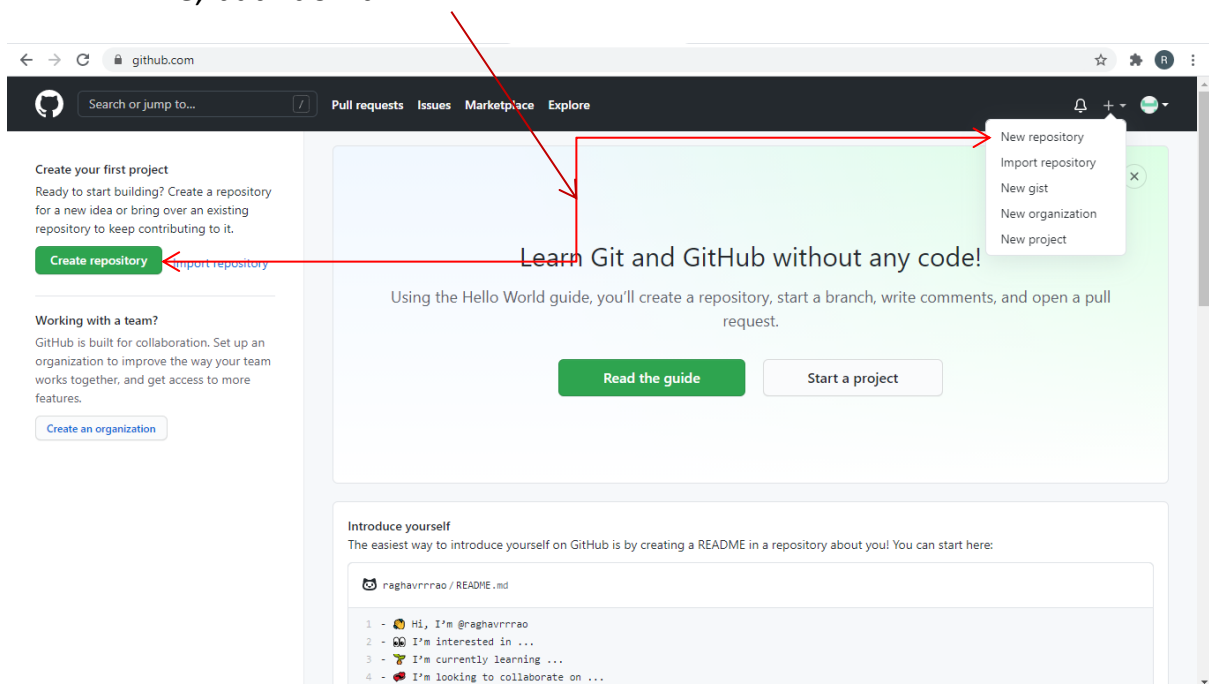 github.com
R
Search or jump to...
/
Pull requests Issues Marketplace Explore
New repository
Import repository
New gist
New organization
New project
Create your first project
Ready to start building? Create a repository
for a new idea or bring over an existing
repository to keep contributing to it.
Create repository
Import repository
Working with a team?
GitHub is built for collaboration. Set up an
organization to improve the way your team
works together, and get access to more
features.
Create an organization
Learn Git and GitHub without any code!
Using the Hello World guide, you'll create a repository, start a branch, write comments, and open a pull
request.
Read the guide
Start a project
Introduce yourself
The easiest way to introduce yourself on GitHub is by creating a README in a repository about you! You can start here:
raghavrrrao / README.md
1 - 👋 Hi, I'm @raghavrrrao
2 - 👀 I'm interested in ...
3 - 🌱 I'm currently learning ...
4 - 💞️ I'm looking to collaborate on ...